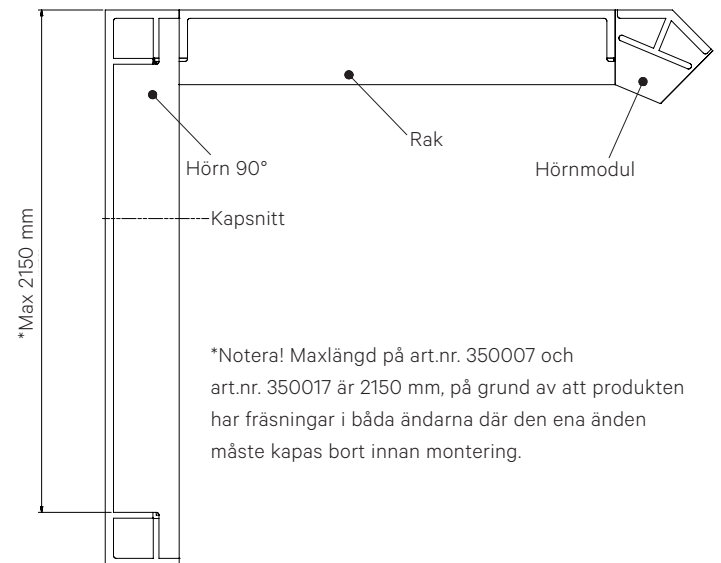 Rak
Hörn 90°
Hörnmodul
Kapsnitt
*Max 2150 mm
*Notera! Maxlängd på art.nr. 350007 och
art.nr. 350017 är 2150 mm, på grund av att produkten
har fräsningar i båda ändarna där den ena änden
måste kapas bort innan montering.